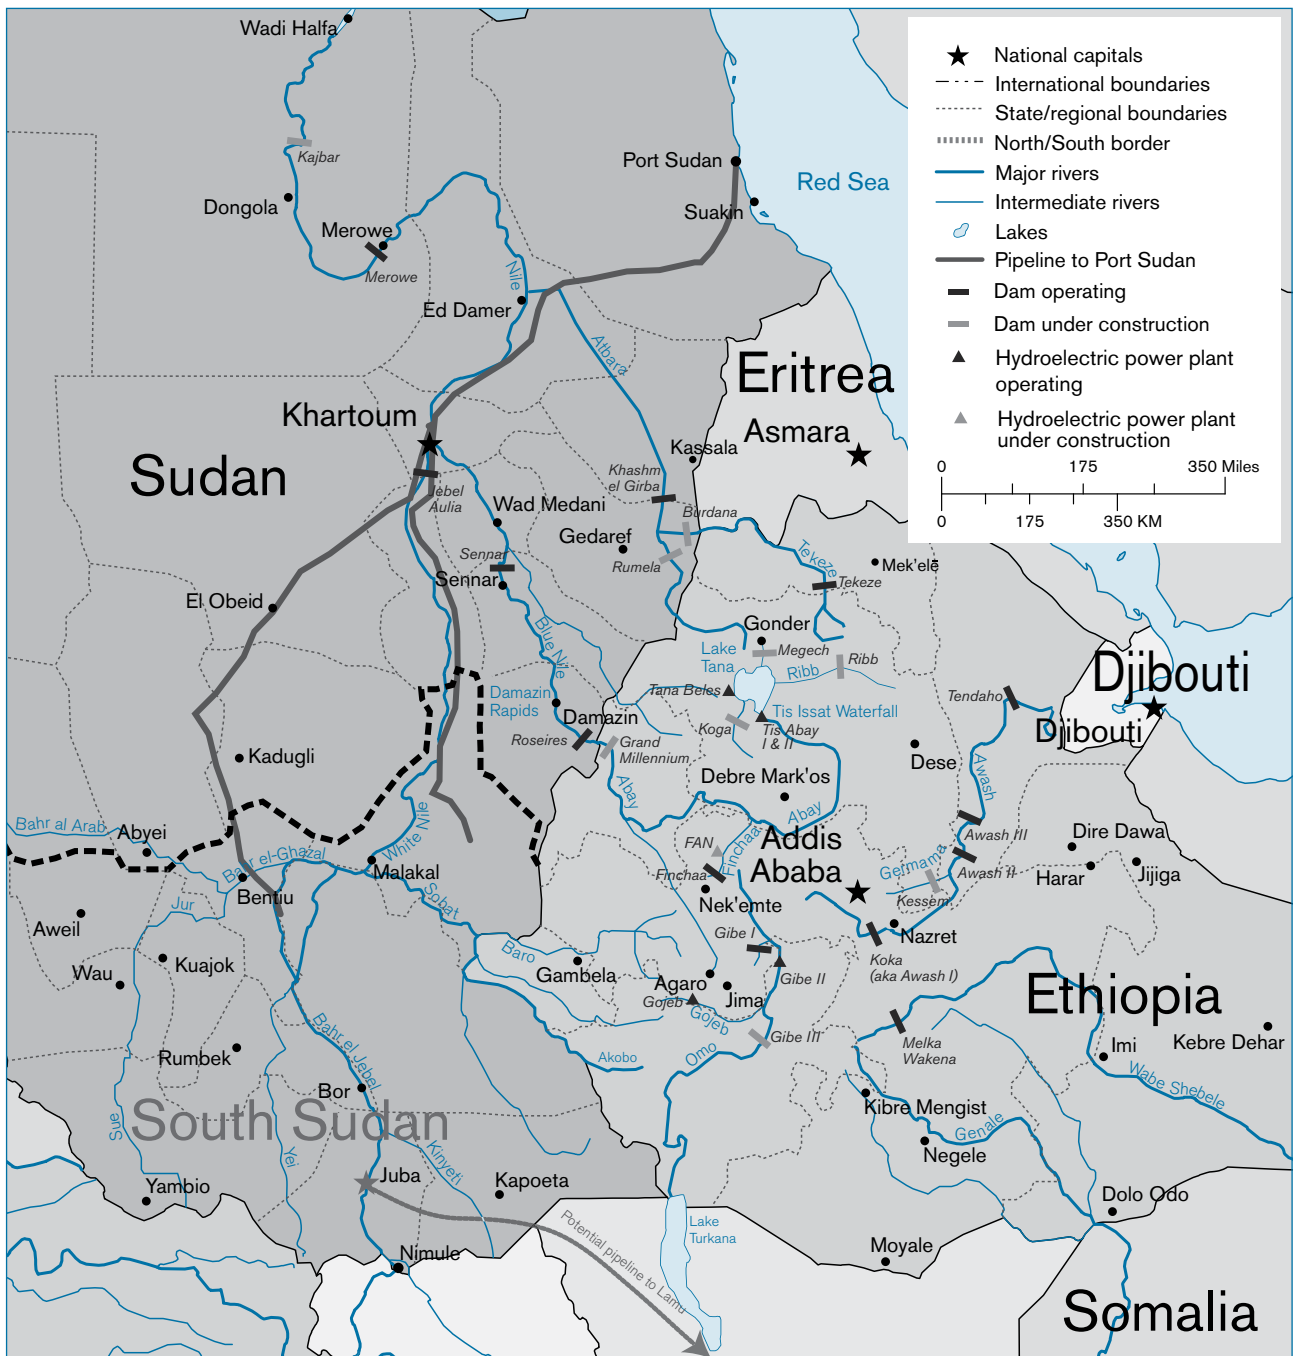 Wadi Halfa
Kajbar
Dongola
Merowe
Merowe
Nile
Ed Damer
Port Sudan
Suakin
Red Sea
National capitals
International boundaries
State/regional boundaries
North/South border
Major rivers
Intermediate rivers
Lakes
Pipeline to Port Sudan
Dam operating
Dam under construction
Hydroelectric power plant
operating
Hydroelectric power plant
under construction
0 175 350 Miles
0 175 350 KM
Atbara
Eritrea
Asmara
Khartoum
Sudan
Kassala
Khashm
el Girba
Jebel
Aulia
Wad Medani
Burdana
Gedaref
Rumela
Sennar
Sennar
Tekeze
Tekeze
Mek'ele
El Obeid
Blue Nile
Gonder
Megech
Lake
Tana
Ribb
Ribb
Tana Beles
Tis Issat Waterfall
Tis Abay
I & II
Koga
Damazin
Rapids
Damazin
Roseires
Grand
Millennium
Abay
Tendaho
Djibouti
Djibouti
Dese
Awash
Kadugli
Debre Mark'os
Abay
Bahr al Arab
Abyei
White Nile
Bahr el-Ghazal
Malakal
Bentiu
Jur
Sobat
Aweil
Wau
Kuajok
FAN
Finchaa
Finchaa
Addis
Ababa
Nek'emte
Awash III
Awash II
Germama
Kessem
Dire Dawa
Harar
Jijiga
Nazret
Koka
(aka Awash I)
Gibe I
Gibe II
Baro
Gambela
Agaro
Jima
Gojeb
Gojeb
Gibe III
Omo
Akobo
Ethiopia
Melka
Wakena
Imi
Kebre Dehar
Wabe Shebele
Rumbek
Bahr el Jebel
Bor
South Sudan
Sue
Yei
Kinyeti
Juba
Kapoeta
Yambio
Nimule
Kibre Mengist
Genale
Negele
Dolo Odo
Lake
Turkana
Potential pipeline to Lamu
Moyale
Somalia